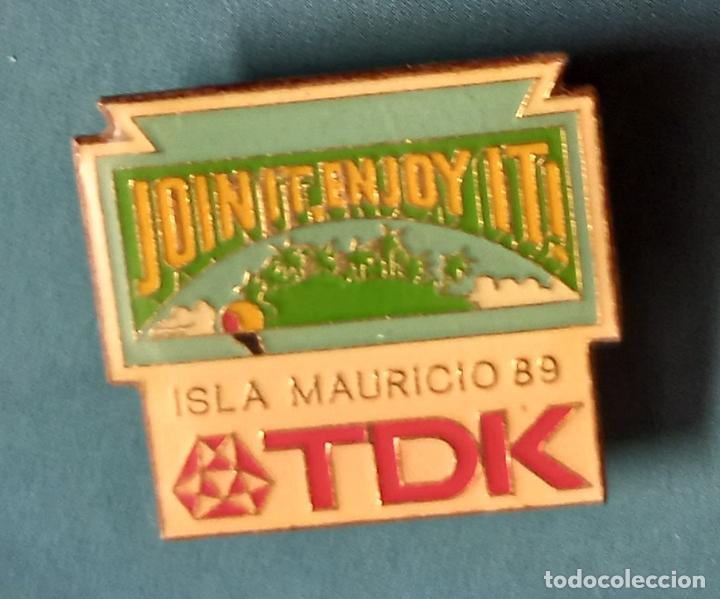 JOIN IT, ENJOY IT!
ISLA MAURICIO 89
TDK
todocoleccion